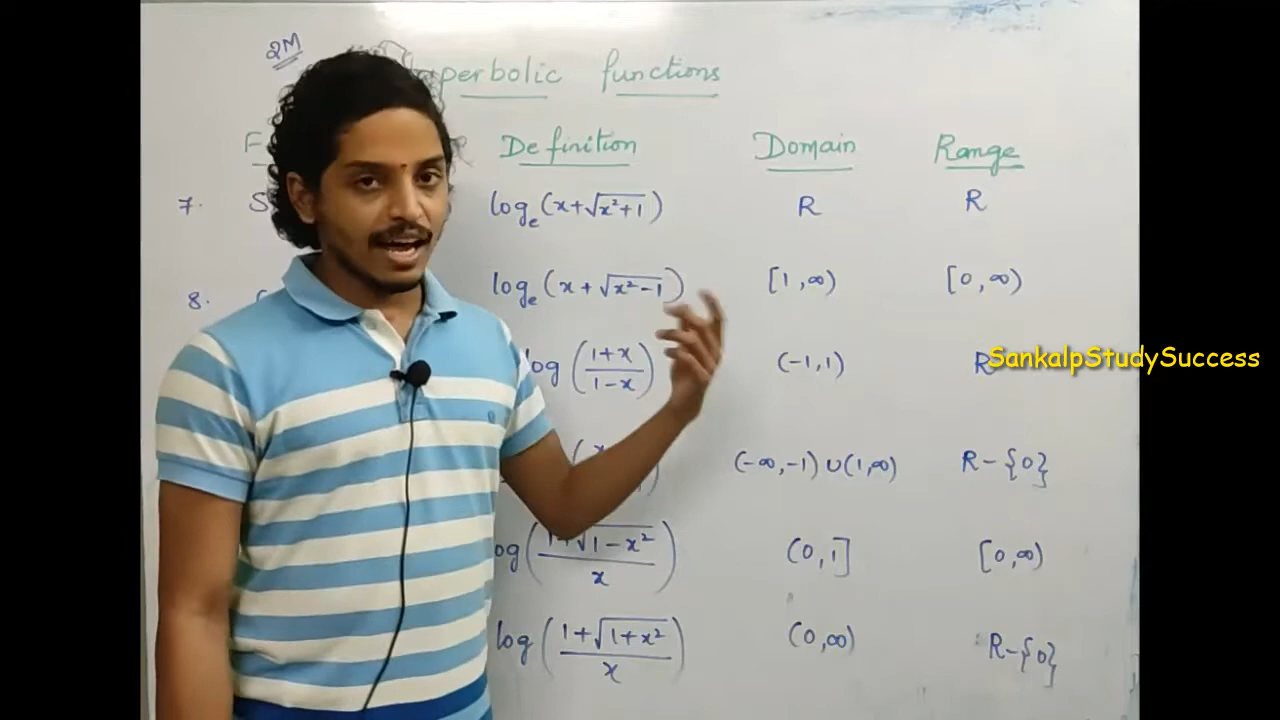 2M
perbolic functions
Definition Domain Range
7. S logₑ(x+√(x²+1)) R R
8. logₑ(x+√(x²-1)) [1,∞) [0,∞)
log((1+x)/(1-x)) (-1,1) R
SankalpStudySuccess
(-∞,-1)∪(1,∞) R-{0}
og((1+√(1-x²))/x) (0,1] [0,∞)
log((1+√(1+x²))/x) (0,∞) R-{0}